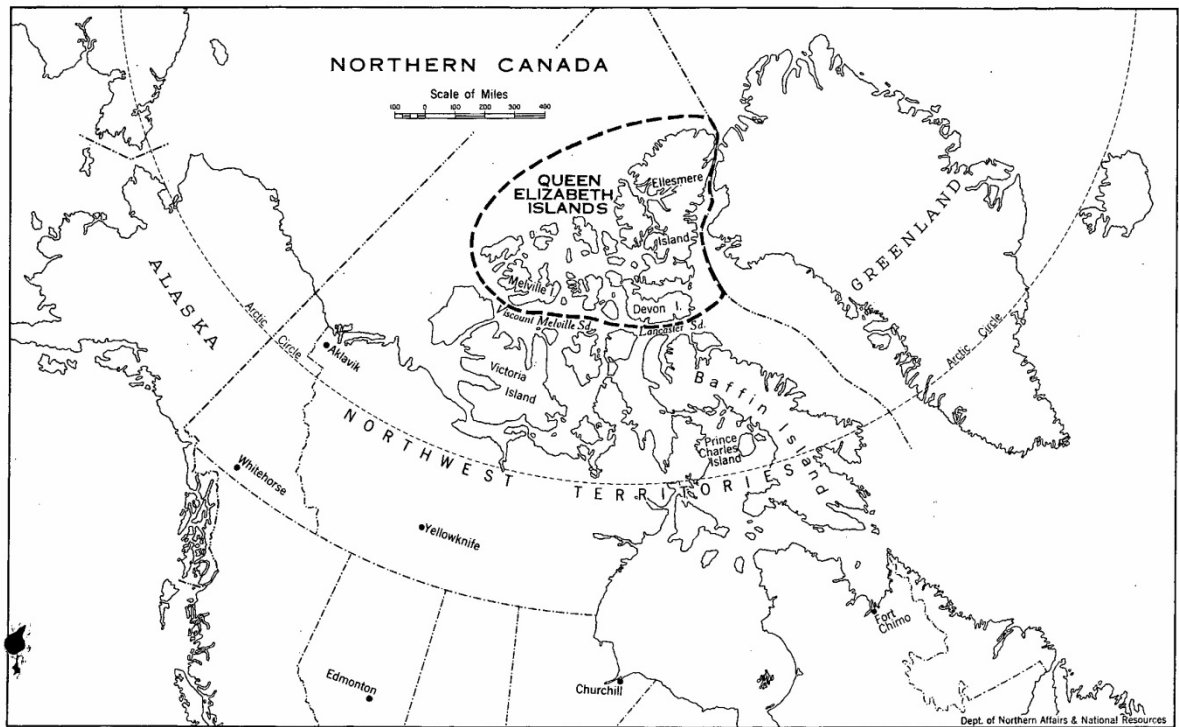 NORTHERN CANADA
Scale of Miles
100 0 100 200 300 400
QUEEN
ELIZABETH
ISLANDS
Ellesmere
Island
Melville I.
Devon I.
Viscount Melville Sd.
Lancaster Sd.
GREENLAND
ALASKA
Arctic
Circle
Arctic Circle
Aklavik
Victoria
Island
Baffin Island
Prince
Charles
Island
NORTHWEST TERRITORIES
Whitehorse
Yellowknife
Fort
Chimo
Edmonton
Churchill
Dept. of Northern Affairs & National Resources